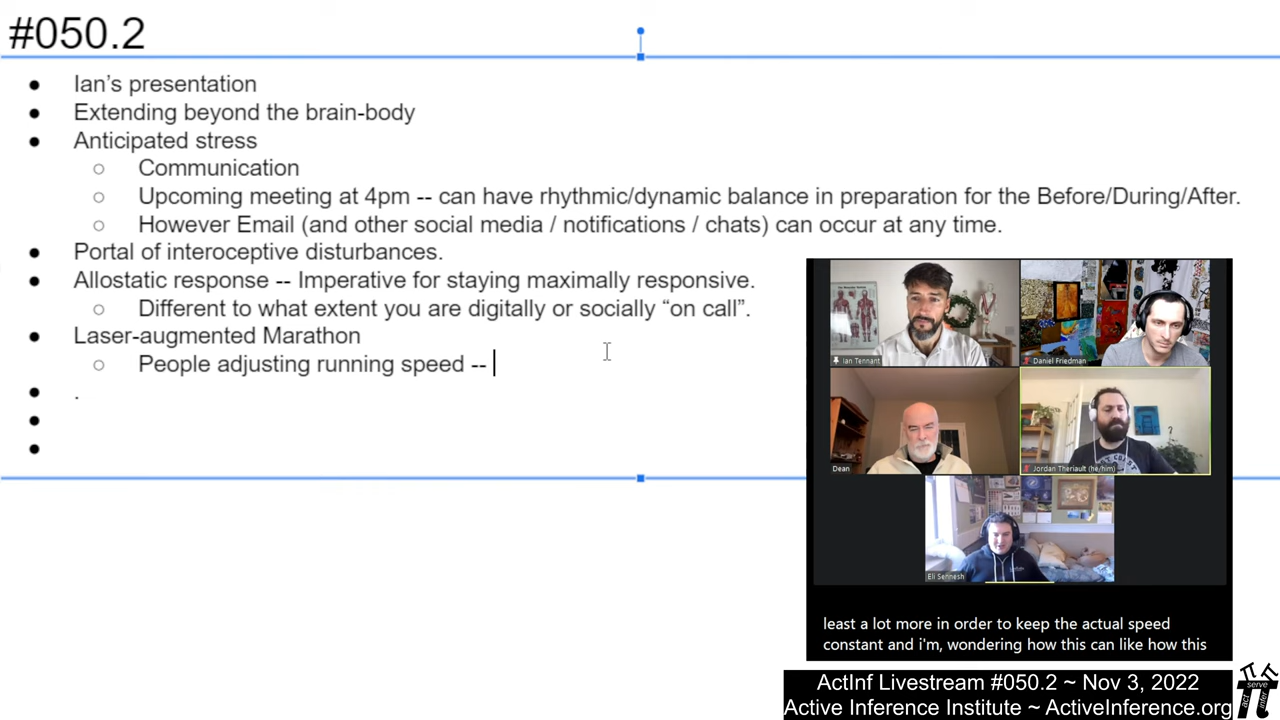 #050.2
● Ian's presentation
● Extending beyond the brain-body
● Anticipated stress
○ Communication
○ Upcoming meeting at 4pm -- can have rhythmic/dynamic balance in preparation for the Before/During/After.
○ However Email (and other social media / notifications / chats) can occur at any time.
● Portal of interoceptive disturbances.
● Allostatic response -- Imperative for staying maximally responsive.
○ Different to what extent you are digitally or socially “on call”.
● Laser-augmented Marathon
○ People adjusting running speed --
● .
Ian Tennant
Daniel Friedman
Dean
Jordan Theriault (he/him)
Eli Sennesh
least a lot more in order to keep the actual speed
constant and i'm, wondering how this can like how this
ActInf Livestream #050.2 ~ Nov 3, 2022
Active Inference Institute ~ ActiveInference.org
act serve infer